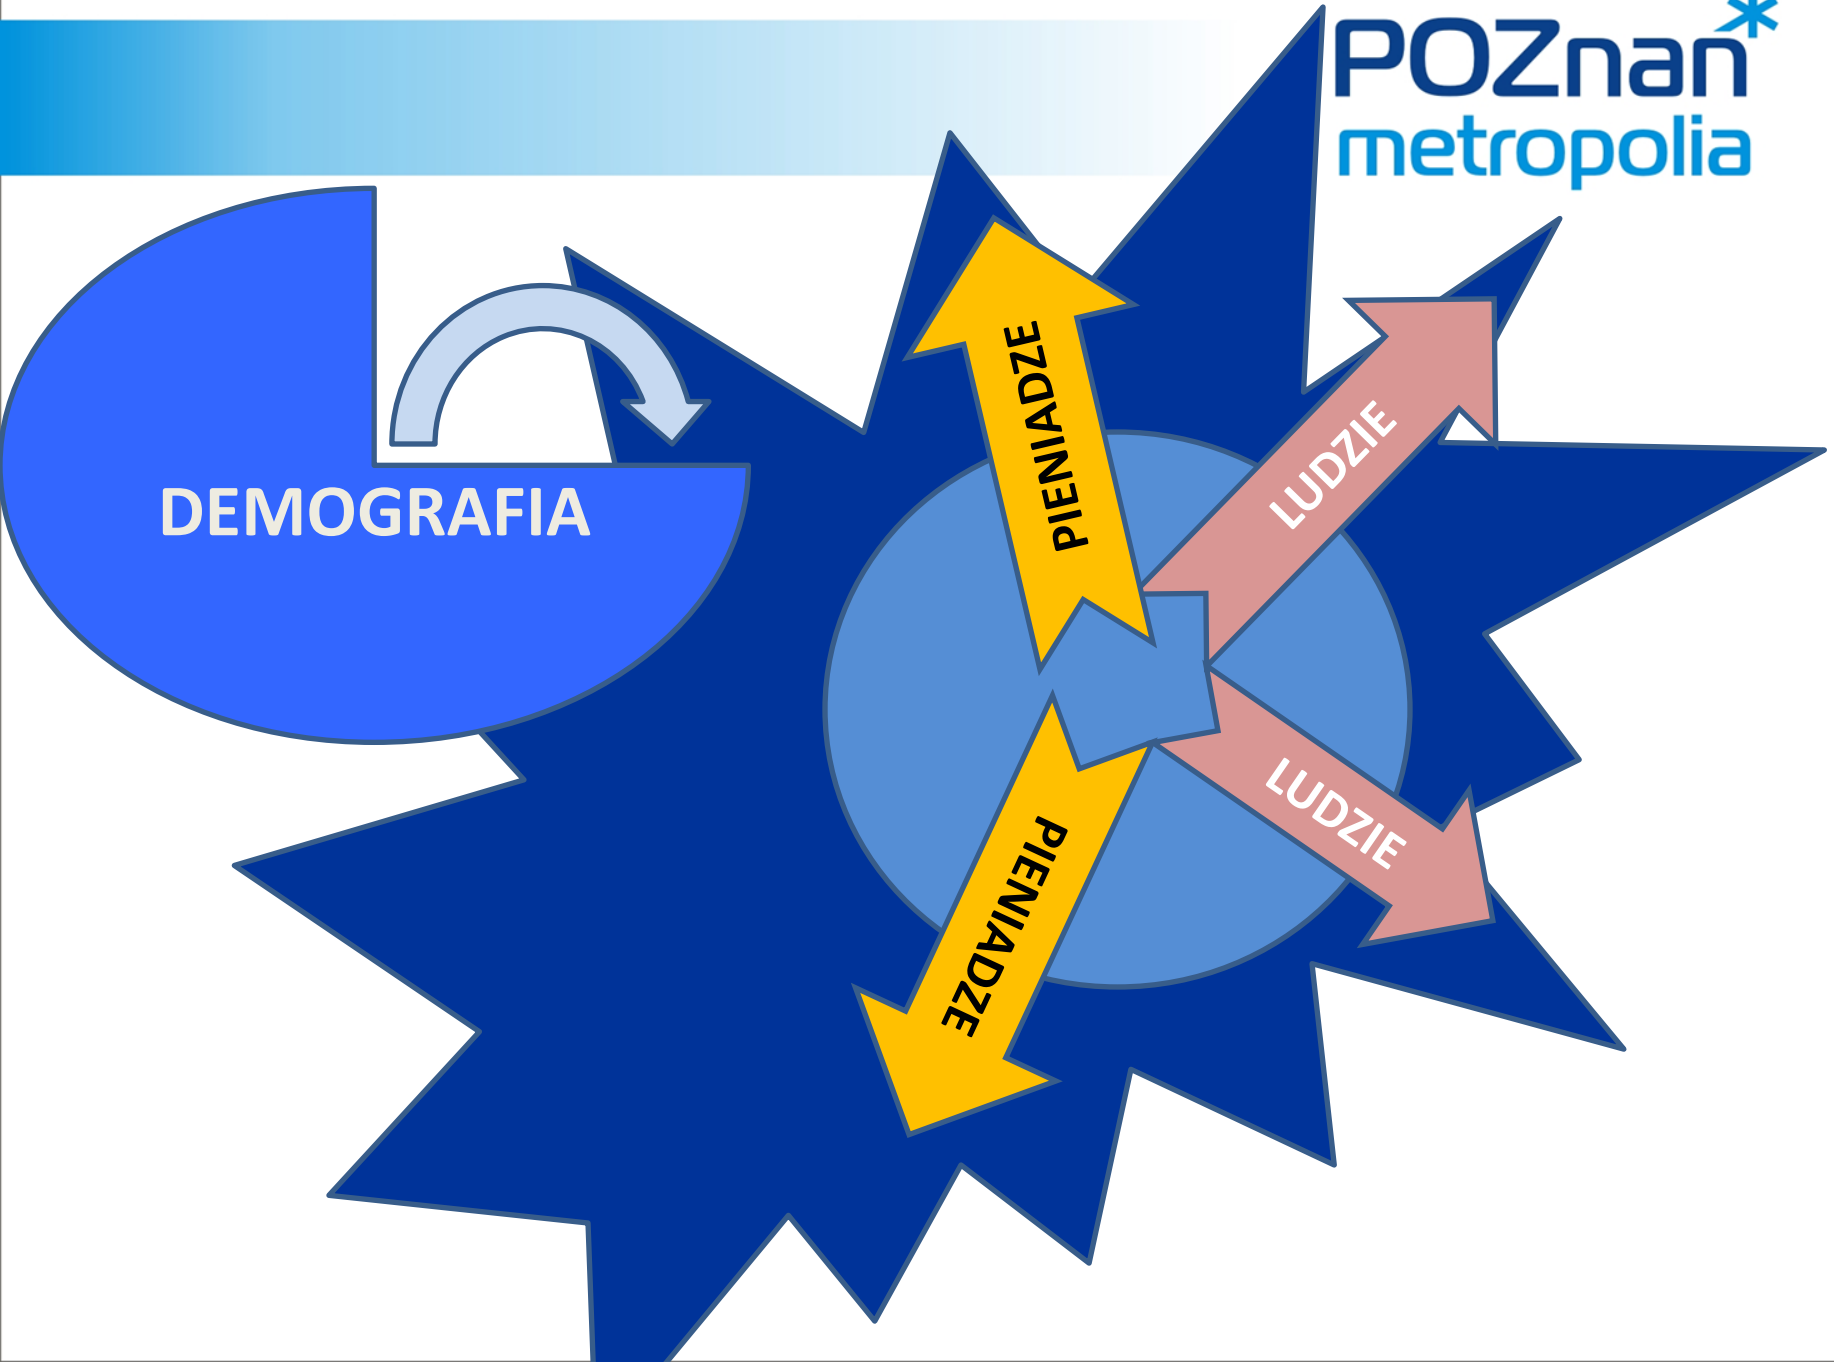 POZnan*
metropolia
DEMOGRAFIA
PIENIADZE
LUDZIE
LUDZIE
PIENIADZE